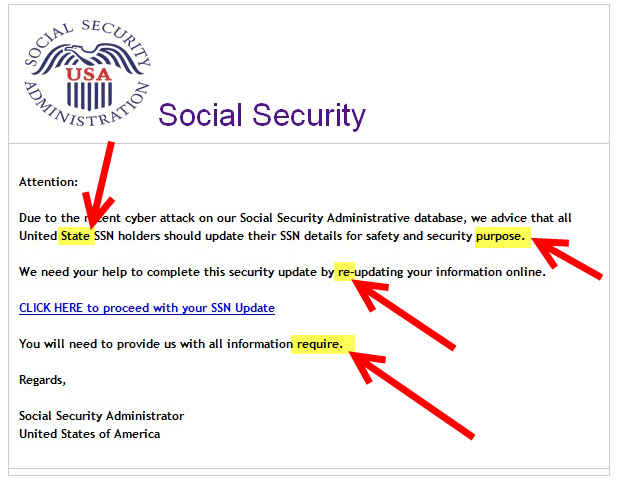 SOCIAL SECURITY
USA
ADMINISTRATION
Social Security
Attention:
Due to the recent cyber attack on our Social Security Administrative database, we advice that all
United State SSN holders should update their SSN details for safety and security purpose.
We need your help to complete this security update by re-updating your information online.
CLICK HERE to proceed with your SSN Update
You will need to provide us with all information require.
Regards,
Social Security Administrator
United States of America